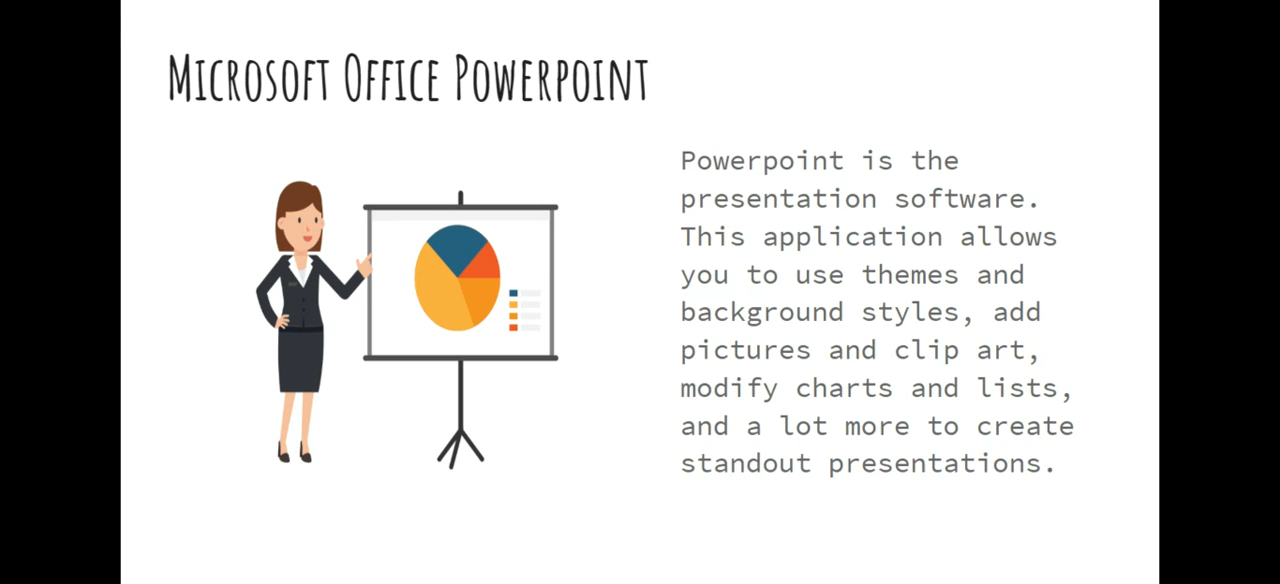 Microsoft Office Powerpoint
Powerpoint is the
presentation software.
This application allows
you to use themes and
background styles, add
pictures and clip art,
modify charts and lists,
and a lot more to create
standout presentations.